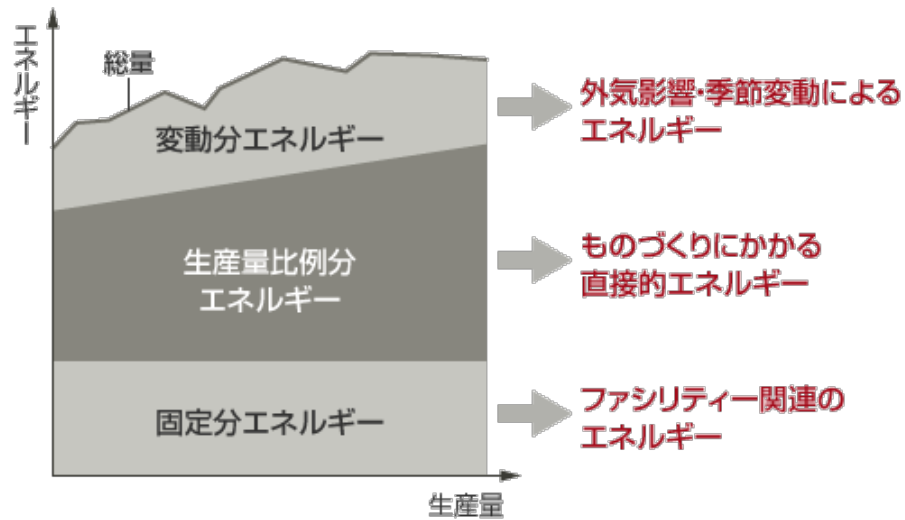 エネルギー
総量
変動分エネルギー
外気影響・季節変動による
エネルギー
生産量比例分
エネルギー
ものづくりにかかる
直接的エネルギー
固定分エネルギー
ファシリティー関連の
エネルギー
生産量